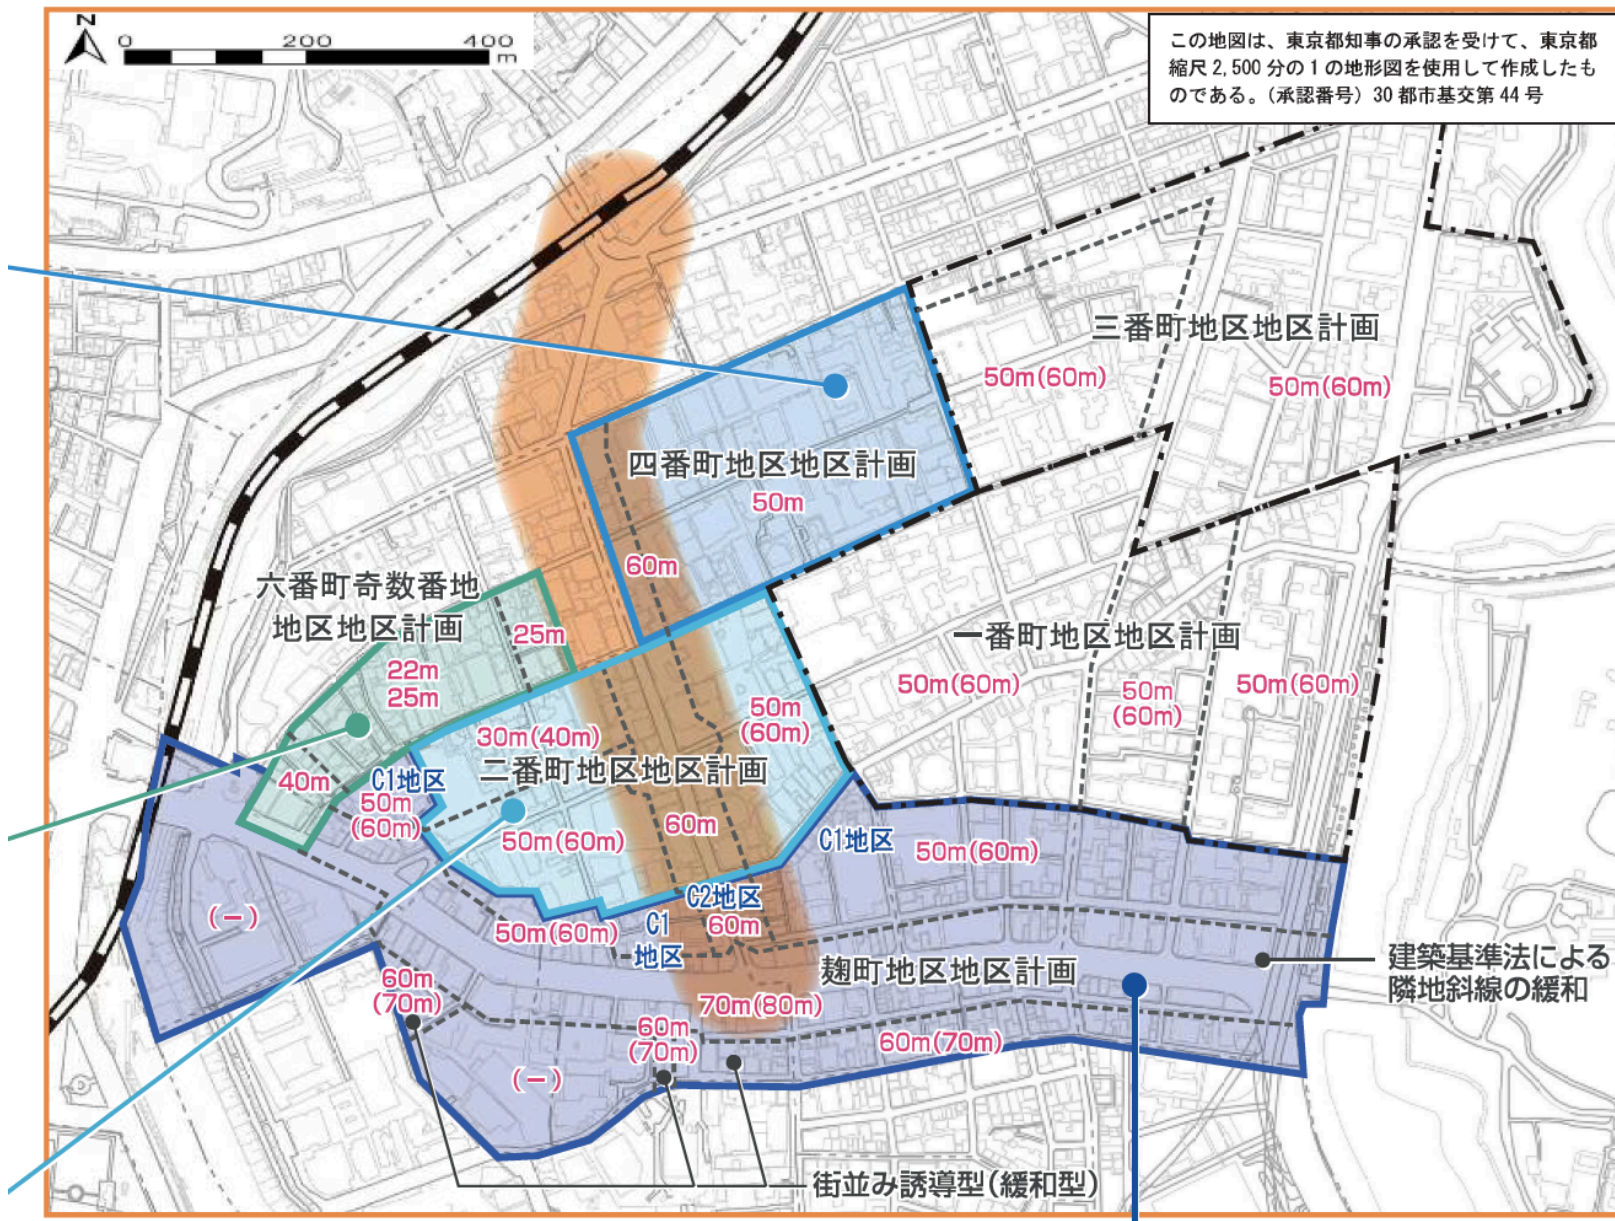 N
0 200 400
m
この地図は、東京都知事の承認を受けて、東京都
縮尺2,500分の1の地形図を使用して作成したも
のである。(承認番号)30都市基交第44号
三番町地区地区計画
50m(60m)
50m(60m)
四番町地区地区計画
50m
60m
六番町奇数番地
地区地区計画
25m
22m
25m
40m
一番町地区地区計画
50m(60m)
50m
(60m)
50m(60m)
50m
(60m)
30m(40m)
二番町地区地区計画
C1地区
50m
(60m)
50m(60m)
60m
C1地区
50m(60m)
C2地区
60m
C1
地区
50m(60m)
(－)
麹町地区地区計画
建築基準法による
隣地斜線の緩和
60m
(70m)
70m(80m)
60m
(70m)
60m(70m)
(－)
街並み誘導型(緩和型)